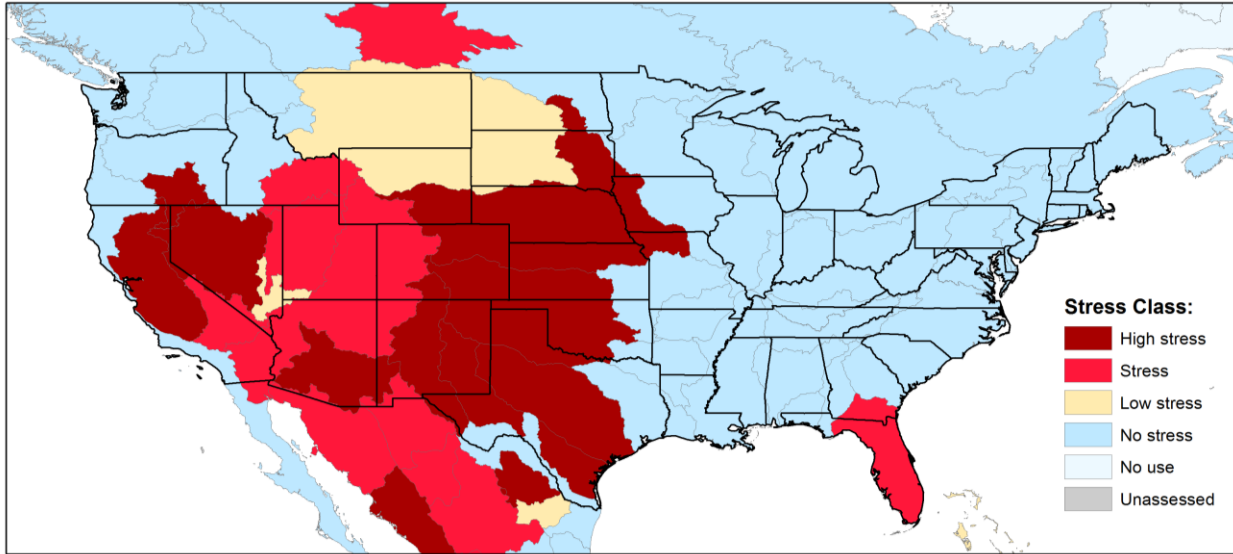 Stress Class:
High stress
Stress
Low stress
No stress
No use
Unassessed